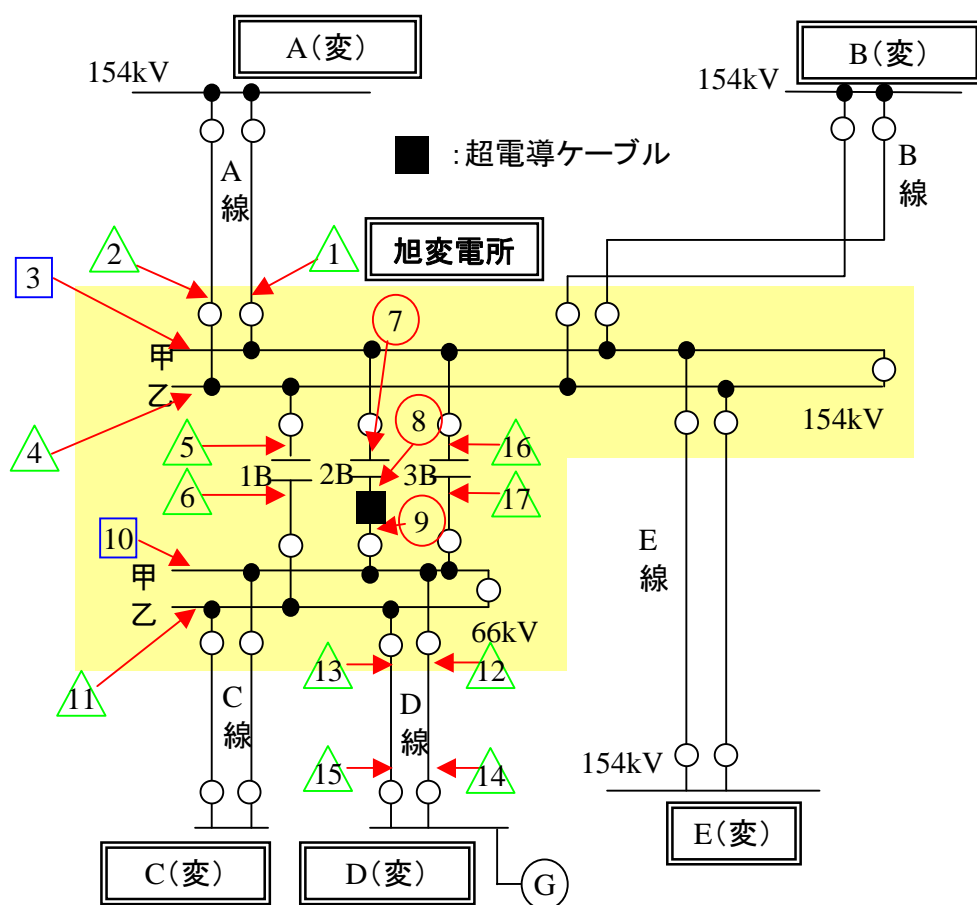 A(変)
B(変)
154kV
154kV
:超電導ケーブル
A
線
B
線
旭変電所
2
1
3
7
甲
乙
8
154kV
4
5
16
1B
2B
3B
6
17
9
10
E
線
甲
乙
66kV
13
12
11
C
線
D
線
15
14
154kV
E(変)
C(変)
D(変)
G